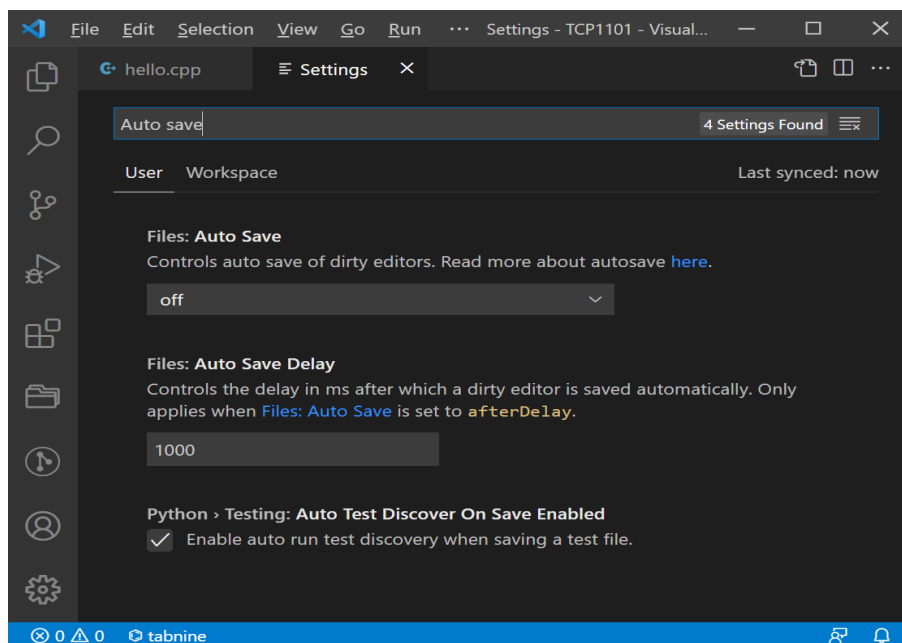 File Edit Selection View Go Run ··· Settings - TCP1101 - Visual...
hello.cpp Settings
Auto save 4 Settings Found
User Workspace Last synced: now
Files: Auto Save
Controls auto save of dirty editors. Read more about autosave here.
off
Files: Auto Save Delay
Controls the delay in ms after which a dirty editor is saved automatically. Only
applies when Files: Auto Save is set to afterDelay.
1000
Python › Testing: Auto Test Discover On Save Enabled
Enable auto run test discovery when saving a test file.
0 0 tabnine